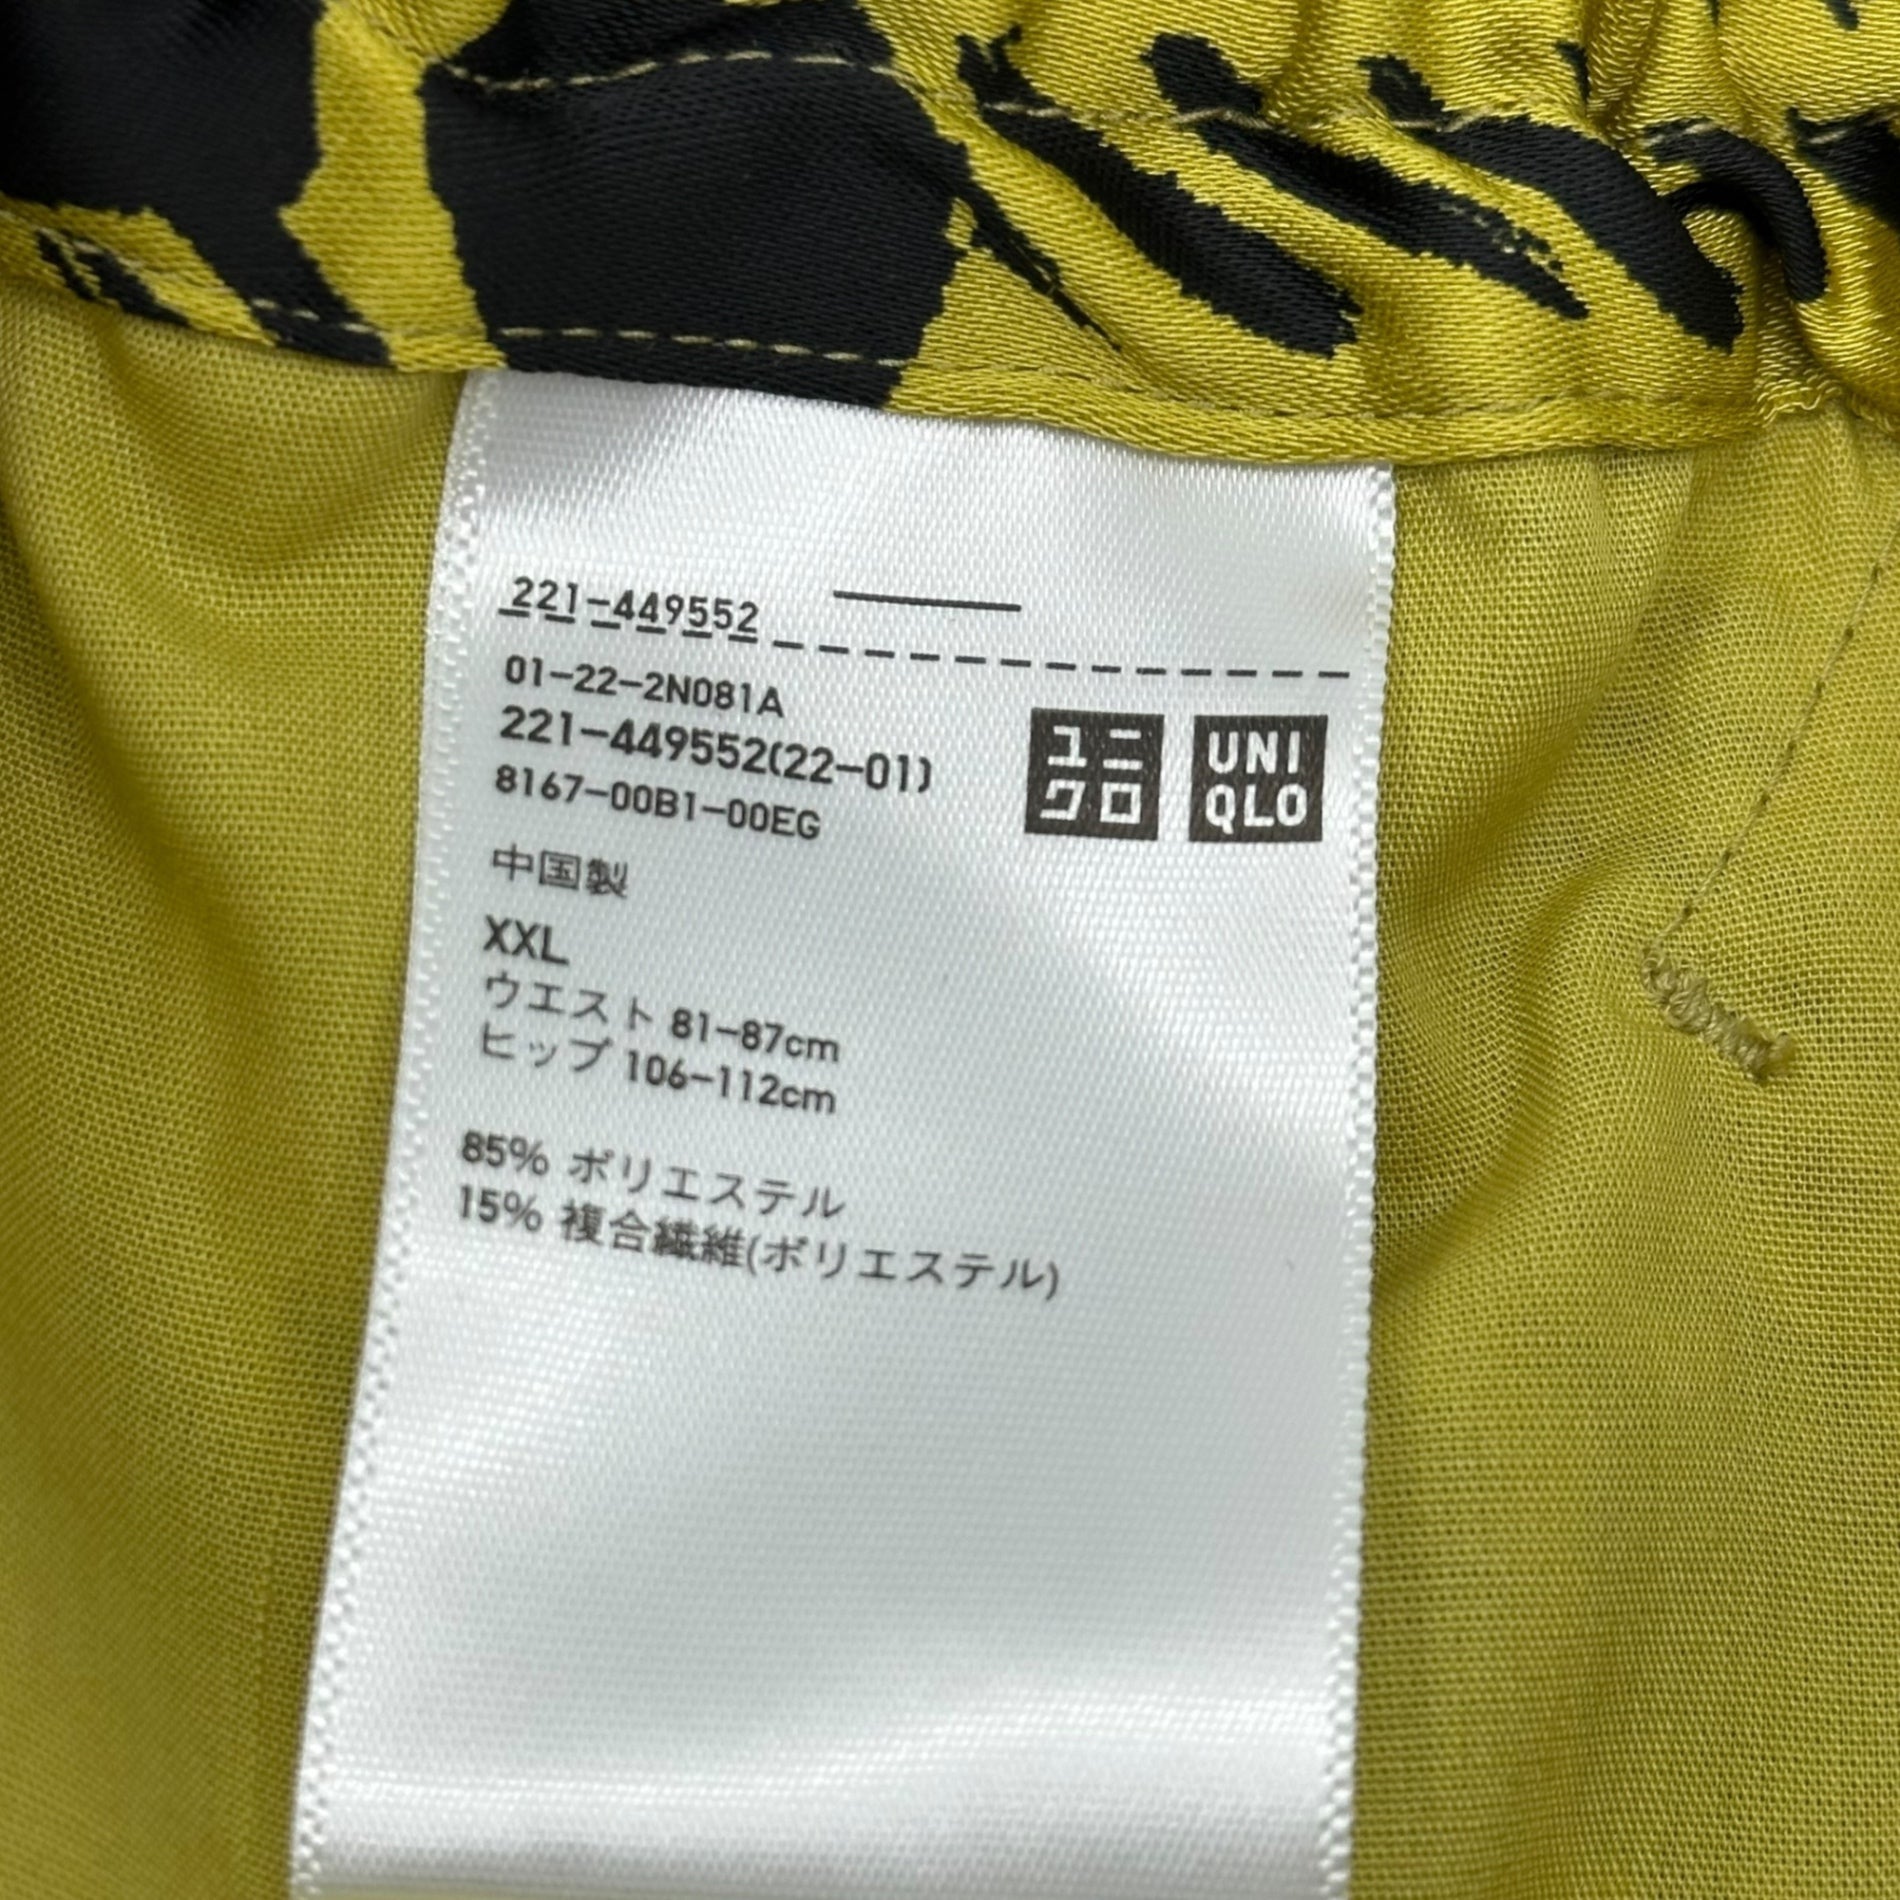 221-449552
01-22-2N081A
221-449552(22-01)
8167-00B1-00EG
ユニ
クロ
UNI
QLO
中国製
XXL
ウエスト 81-87cm
ヒップ 106-112cm
85% ポリエステル
15% 複合繊維(ポリエステル)